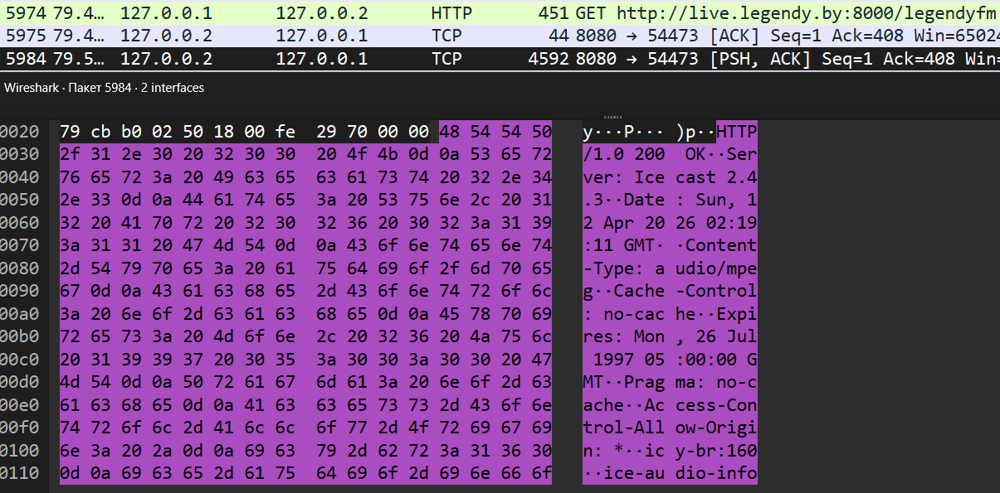 5974 79.4… 127.0.0.1 127.0.0.2 HTTP 451 GET http://live.legendy.by:8000/legendyfm
5975 79.4… 127.0.0.2 127.0.0.1 TCP 44 8080 → 54473 [ACK] Seq=1 Ack=408 Win=65024
5984 79.5… 127.0.0.2 127.0.0.1 TCP 4592 8080 → 54473 [PSH, ACK] Seq=1 Ack=408 Win=
Wireshark · Пакет 5984 · 2 interfaces
0020 79 cb b0 02 50 18 00 fe 29 70 00 00 48 54 54 50 y···P··· )p··HTTP
0030 2f 31 2e 30 20 32 30 30 20 4f 4b 0d 0a 53 65 72 /1.0 200 OK··Ser
0040 76 65 72 3a 20 49 63 65 63 61 73 74 20 32 2e 34 ver: Ice cast 2.4
0050 2e 33 0d 0a 44 61 74 65 3a 20 53 75 6e 2c 20 31 .3··Date : Sun, 1
0060 32 20 41 70 72 20 32 30 32 36 20 30 32 3a 31 39 2 Apr 20 26 02:19
0070 3a 31 31 20 47 4d 54 0d 0a 43 6f 6e 74 65 6e 74 :11 GMT· ·Content
0080 2d 54 79 70 65 3a 20 61 75 64 69 6f 2f 6d 70 65 -Type: a udio/mpe
0090 67 0d 0a 43 61 63 68 65 2d 43 6f 6e 74 72 6f 6c g··Cache -Control
00a0 3a 20 6e 6f 2d 63 61 63 68 65 0d 0a 45 78 70 69 : no-cac he··Expi
00b0 72 65 73 3a 20 4d 6f 6e 2c 20 32 36 20 4a 75 6c res: Mon , 26 Jul
00c0 20 31 39 39 37 20 30 35 3a 30 30 3a 30 30 20 47 1997 05 :00:00 G
00d0 4d 54 0d 0a 50 72 61 67 6d 61 3a 20 6e 6f 2d 63 MT··Prag ma: no-c
00e0 61 63 68 65 0d 0a 41 63 63 65 73 73 2d 43 6f 6e ache··Ac cess-Con
00f0 74 72 6f 6c 2d 41 6c 6c 6f 77 2d 4f 72 69 67 69 trol-All ow-Origi
0100 6e 3a 20 2a 0d 0a 69 63 79 2d 62 72 3a 31 36 30 n: *··ic y-br:160
0110 0d 0a 69 63 65 2d 61 75 64 69 6f 2d 69 6e 66 6f ··ice-au dio-info